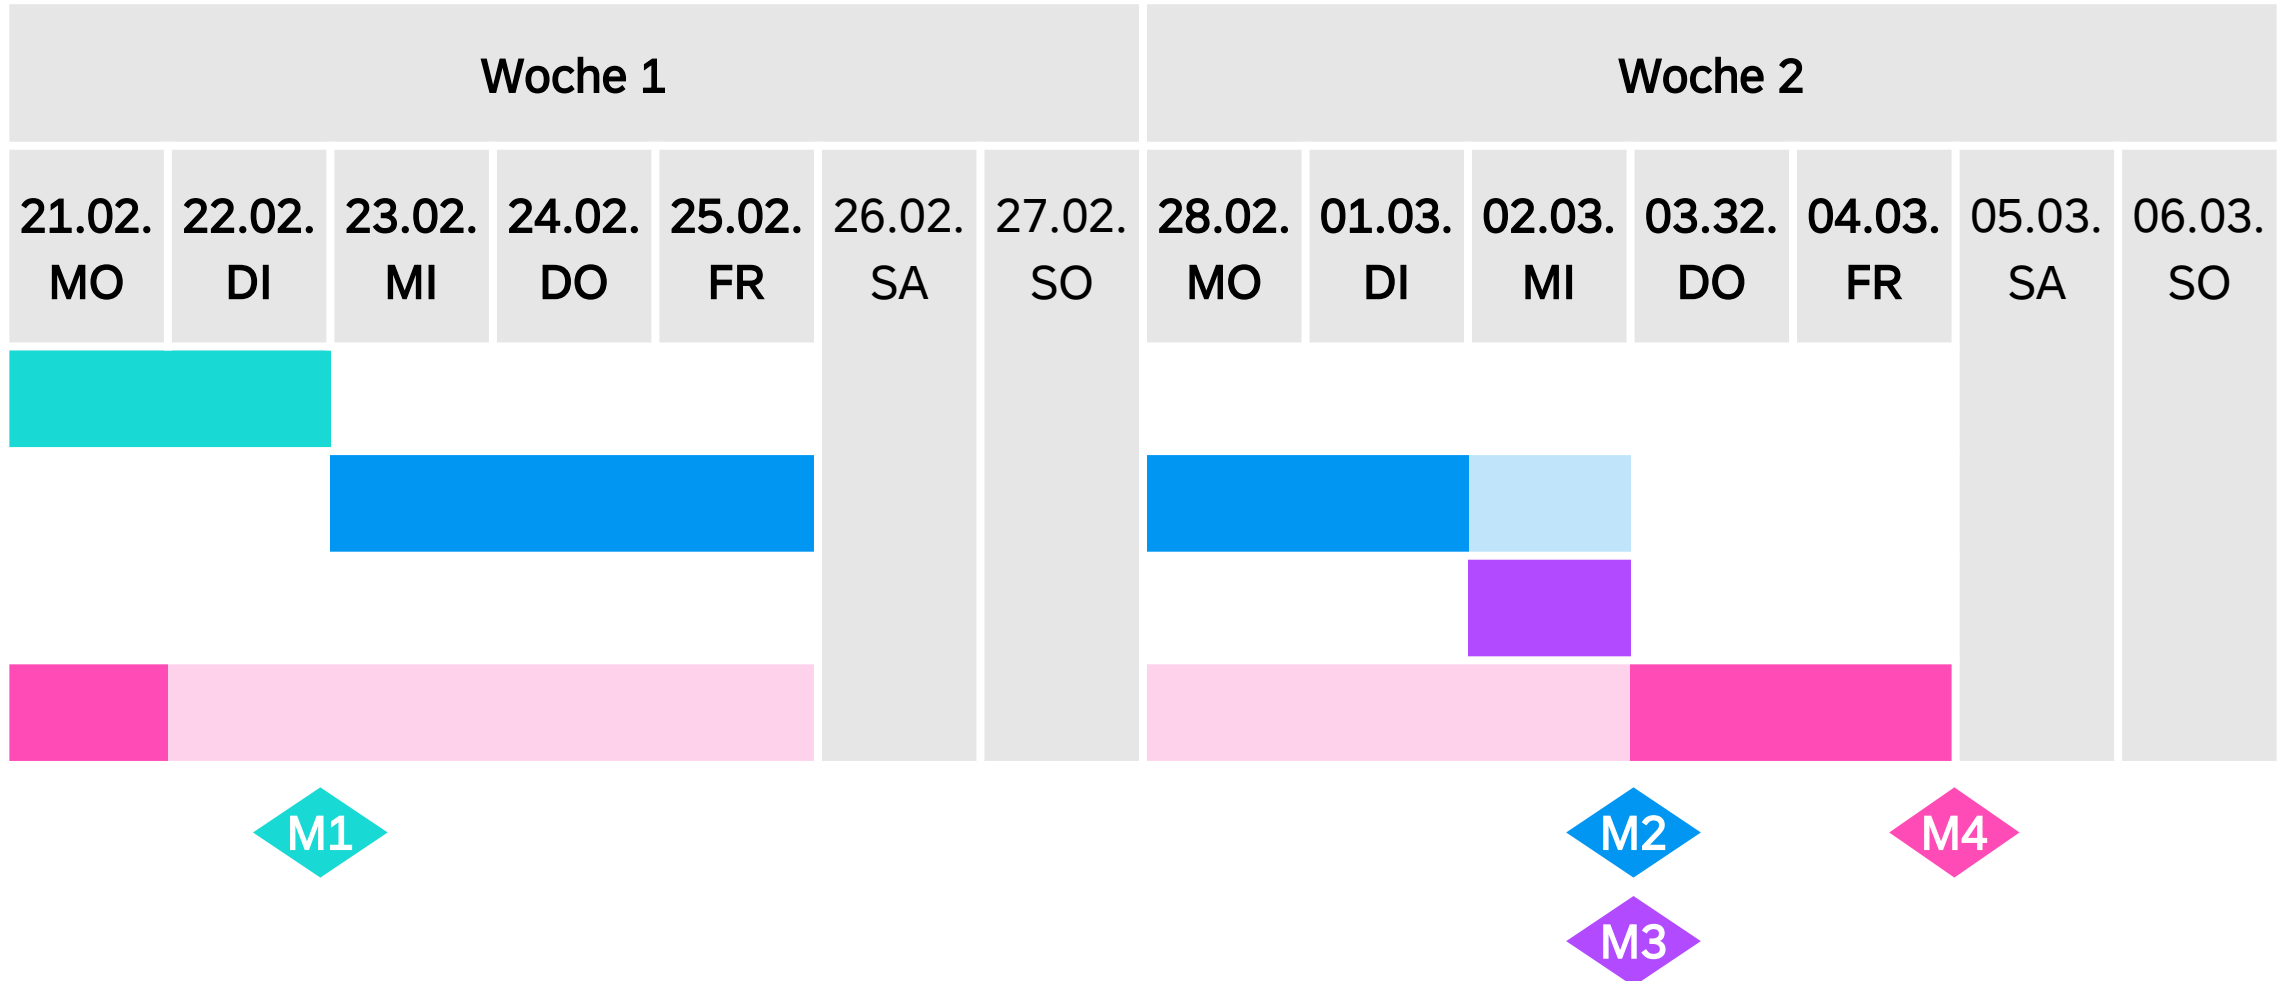 Woche 1 Woche 2
21.02. 22.02. 23.02. 24.02. 25.02. 26.02. 27.02. 28.02. 01.03. 02.03. 03.32. 04.03. 05.03. 06.03.
MO DI MI DO FR SA SO MO DI MI DO FR SA SO
M1 M2 M4
M3